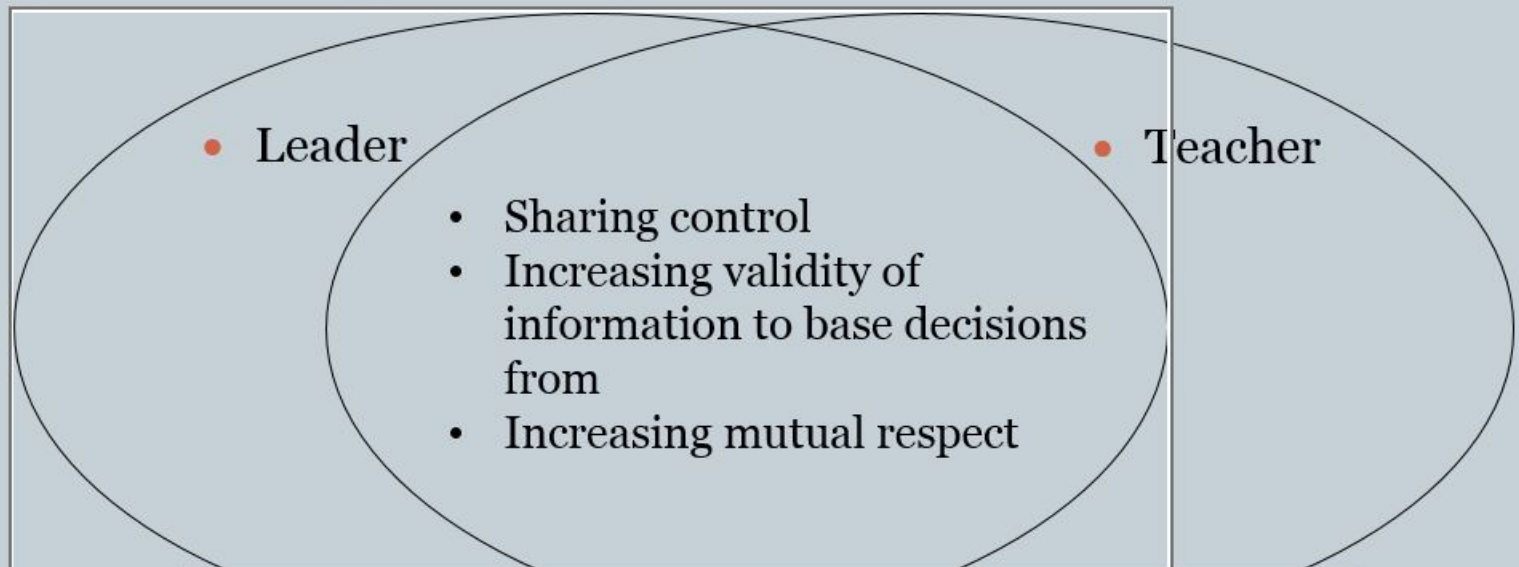 • Leader
• Teacher
• Sharing control
• Increasing validity of
information to base decisions
from
• Increasing mutual respect